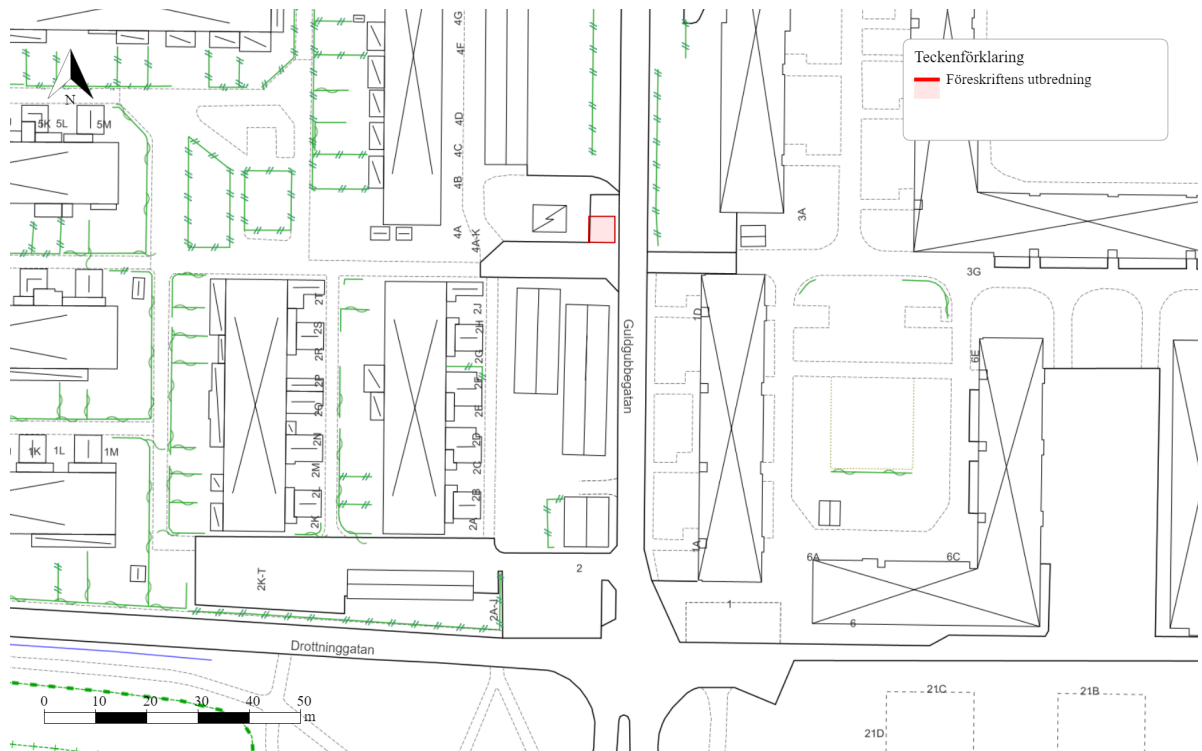 4G
4F
4D
4C
4B
4A
4A-K
Teckenförklaring
Föreskriftens utbredning
N
5K
5L
5M
3A
3G
2T
2S
2R
2P
2O
2N
2M
2L
2K
2J
2H
2G
2F
2E
2D
2C
2B
2A
Guldgubbegatan
1D
1A
6E
6A
6C
6
1
1K
1L
1M
2
2K-T
2A-J
Drottninggatan
0
10
20
30
40
50
m
21C
21B
21D